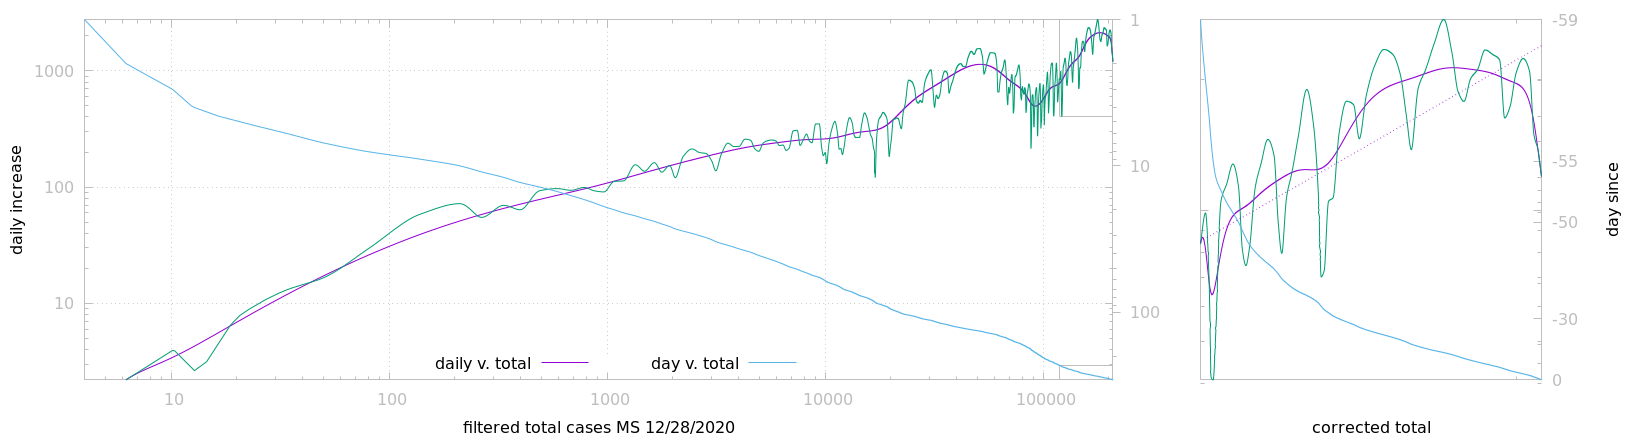 1 -59
1000
daily increase
10
-55
day since
100
-50
10
100
-30
daily v. total
day v. total
0
10 100 1000 10000 100000
filtered total cases MS 12/28/2020 corrected total